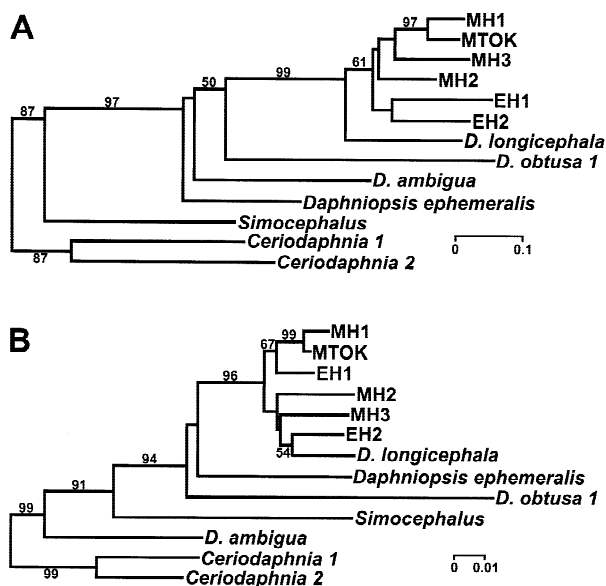 A
97
MH1
MTOK
MH3
61
MH2
99
50
EH1
97
87
EH2
D. longicephala
D. obtusa 1
D. ambigua
Daphniopsis ephemeralis
Simocephalus
Ceriodaphnia 1
87
Ceriodaphnia 2
0 0.1
B
99
MH1
67
MTOK
96
EH1
MH2
MH3
EH2
54
D. longicephala
94
Daphniopsis ephemeralis
91
D. obtusa 1
99
Simocephalus
D. ambigua
Ceriodaphnia 1
99
Ceriodaphnia 2
0 0.01